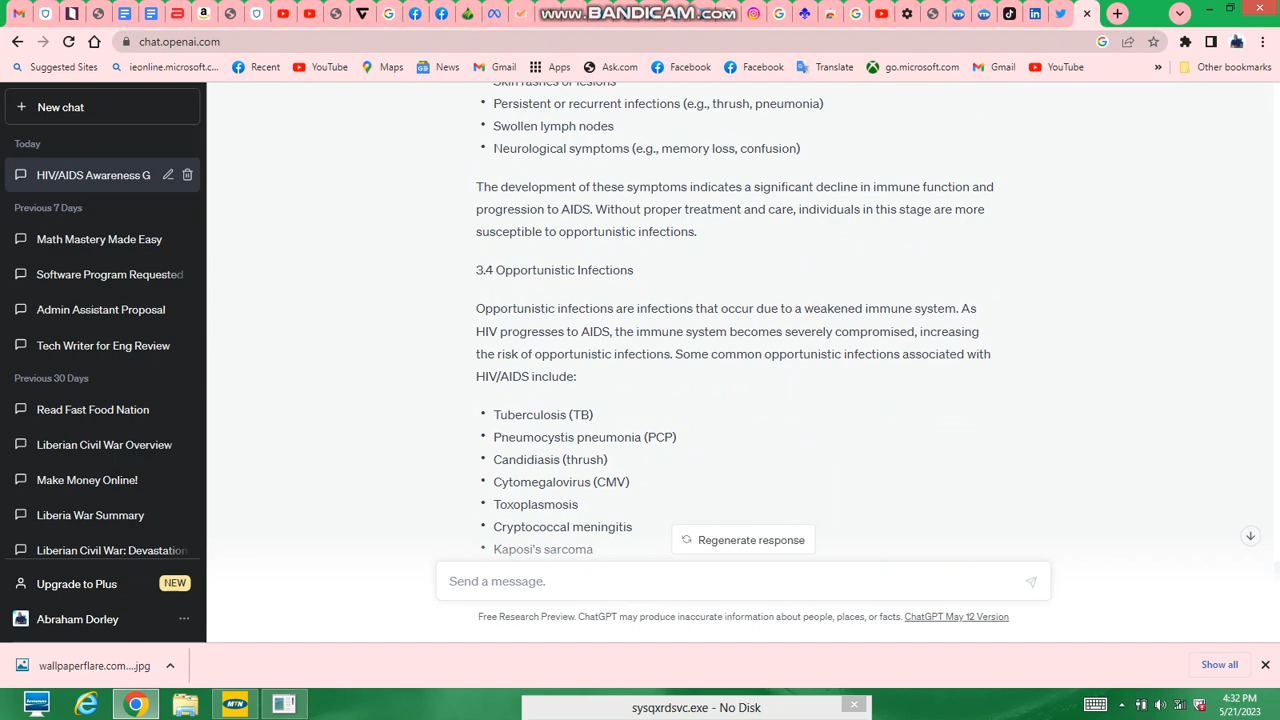 www.BANDICAM.com
chat.openai.com
Suggested Sites
ieonline.microsoft.c...
Recent
YouTube
Maps
News
Gmail
Apps
Ask.com
Facebook
Facebook
Translate
go.microsoft.com
Gmail
YouTube
»
Other bookmarks
+ New chat
Today
HIV/AIDS Awareness G
Previous 7 Days
Math Mastery Made Easy
Software Program Requested
Admin Assistant Proposal
Tech Writer for Eng Review
Previous 30 Days
Read Fast Food Nation
Liberian Civil War Overview
Make Money Online!
Liberia War Summary
Liberian Civil War: Devastation
Upgrade to Plus NEW
Abraham Dorley ...
Skin rashes or lesions
• Persistent or recurrent infections (e.g., thrush, pneumonia)
• Swollen lymph nodes
• Neurological symptoms (e.g., memory loss, confusion)
The development of these symptoms indicates a significant decline in immune function and
progression to AIDS. Without proper treatment and care, individuals in this stage are more
susceptible to opportunistic infections.
3.4 Opportunistic Infections
Opportunistic infections are infections that occur due to a weakened immune system. As
HIV progresses to AIDS, the immune system becomes severely compromised, increasing
the risk of opportunistic infections. Some common opportunistic infections associated with
HIV/AIDS include:
• Tuberculosis (TB)
• Pneumocystis pneumonia (PCP)
• Candidiasis (thrush)
• Cytomegalovirus (CMV)
• Toxoplasmosis
• Cryptococcal meningitis
• Kaposi's sarcoma
Regenerate response
Send a message.
Free Research Preview. ChatGPT may produce inaccurate information about people, places, or facts. ChatGPT May 12 Version
wallpaperflare.com....jpg
Show all
MTN
sysqxrdsvc.exe - No Disk
4:32 PM
5/21/2023